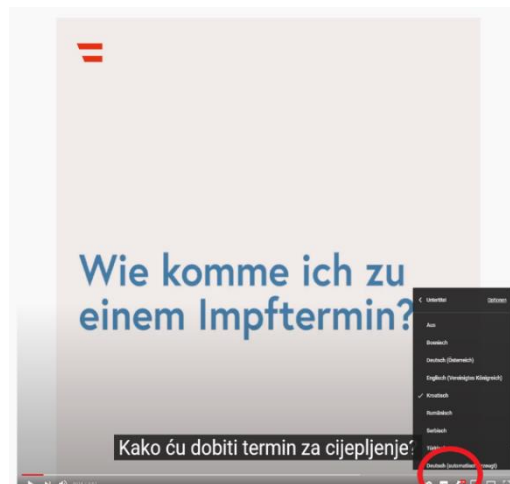 Wie komme ich zu
einem Impftermin?
Untertitel Optionen
Aus
Bosnisch
Deutsch (Österreich)
Englisch (Vereinigtes Königreich)
Kroatisch
Rumänisch
Serbisch
Kako ću dobiti termin za cijepljenje?
Deutsch (automatisch erzeugt)